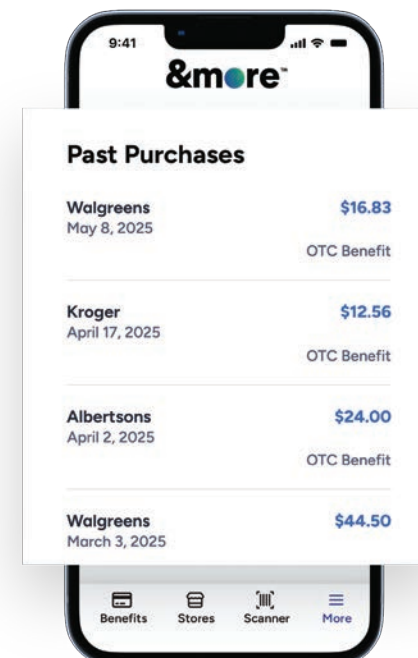 9:41
&more™
Past Purchases
Walgreens $16.83
May 8, 2025
OTC Benefit
Kroger $12.56
April 17, 2025
OTC Benefit
Albertsons $24.00
April 2, 2025
OTC Benefit
Walgreens $44.50
March 3, 2025
Benefits Stores Scanner More